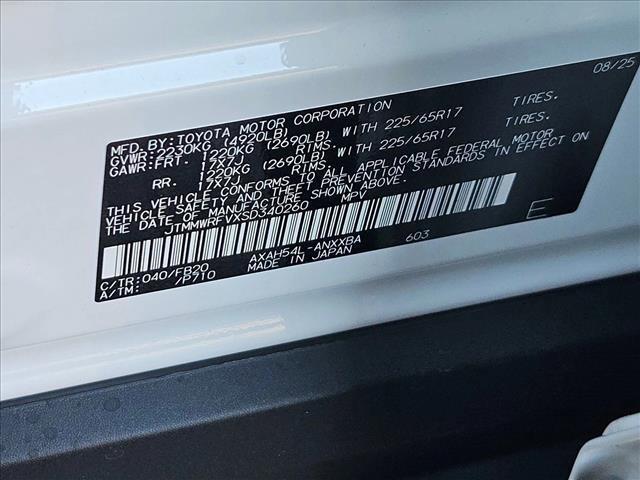 MFD.BY:TOYOTA MOTOR CORPORATION 08/25
GVWR:2230KG (4920LB)
GAWR:FRT. 1220KG (2690LB) WITH 225/65R17 TIRES.
17X7J RIMS.
RR. 1220KG (2690LB) WITH 225/65R17 TIRES.
17X7J RIMS.
THIS VEHICLE CONFORMS TO ALL APPLICABLE FEDERAL MOTOR
VEHICLE SAFETY AND THEFT PREVENTION STANDARDS IN EFFECT ON
THE DATE OF MANUFACTURE SHOWN ABOVE.
JTMMWRFVXSD340260 MPV
E
C/TR:040/FB20 AXAH54L-ANXXBA 603
A/TM: /P710 MADE IN JAPAN